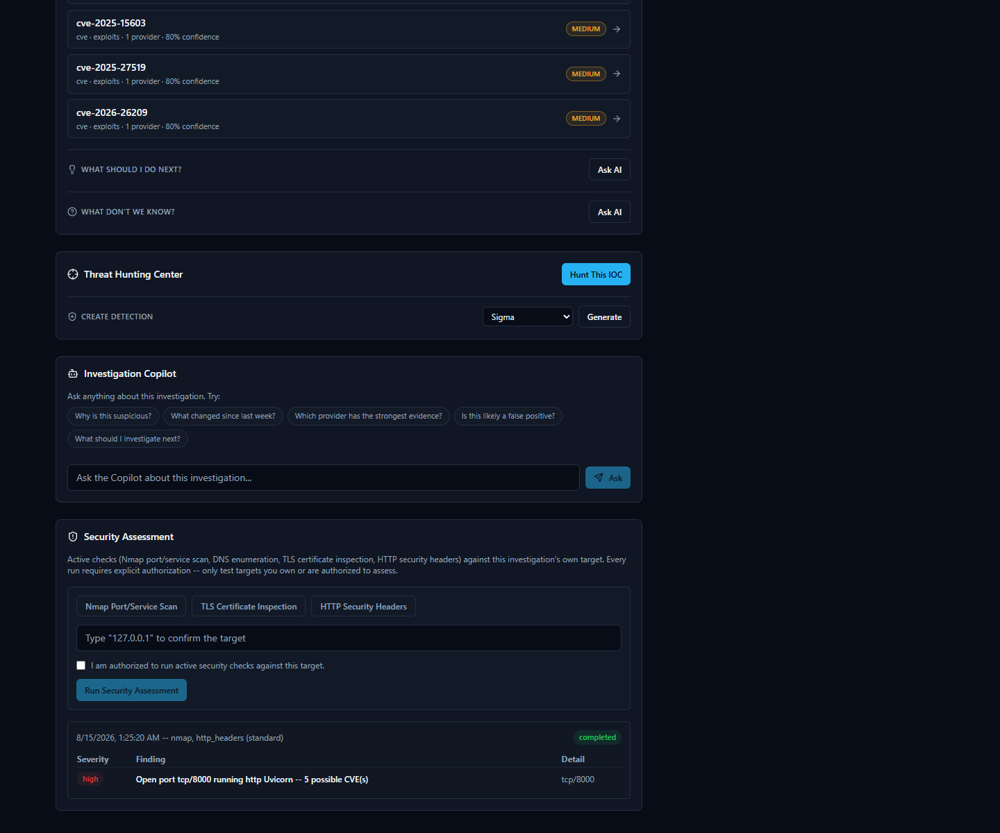 cve-2025-15603
cve · exploits · 1 provider · 80% confidence
MEDIUM
cve-2025-27519
cve · exploits · 1 provider · 80% confidence
MEDIUM
cve-2026-26209
cve · exploits · 1 provider · 80% confidence
MEDIUM
WHAT SHOULD I DO NEXT?
Ask AI
WHAT DON'T WE KNOW?
Ask AI
Threat Hunting Center
Hunt This IOC
CREATE DETECTION
Sigma
Generate
Investigation Copilot
Ask anything about this investigation. Try:
Why is this suspicious?
What changed since last week?
Which provider has the strongest evidence?
Is this likely a false positive?
What should I investigate next?
Ask the Copilot about this investigation...
Ask
Security Assessment
Active checks (Nmap port/service scan, DNS enumeration, TLS certificate inspection, HTTP security headers) against this investigation's own target. Every
run requires explicit authorization -- only test targets you own or are authorized to assess.
Nmap Port/Service Scan
TLS Certificate Inspection
HTTP Security Headers
Type "127.0.0.1" to confirm the target
I am authorized to run active security checks against this target.
Run Security Assessment
8/15/2026, 1:25:20 AM -- nmap, http_headers (standard)
completed
Severity Finding Detail
high Open port tcp/8000 running http Uvicorn -- 5 possible CVE(s) tcp/8000